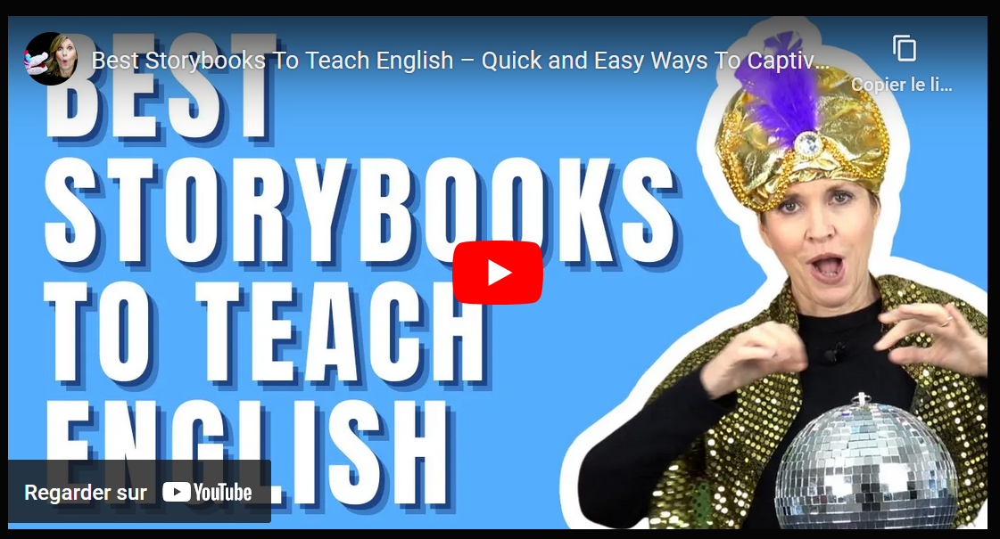 Best Storybooks To Teach English – Quick and Easy Ways To Captiv...
Copier le li...
BEST
STORYBOOKS
TO TEACH
ENGLISH
Regarder sur YouTube